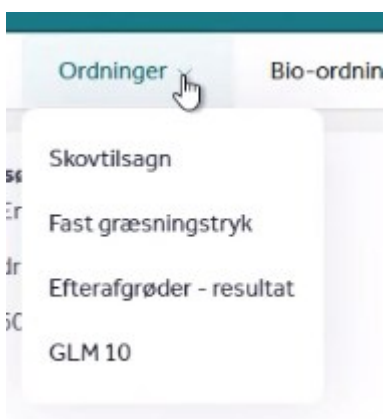 Ordninger
Bio-ordnin
Skovtilsagn
Fast græsningstryk
Efterafgrøder - resultat
GLM 10